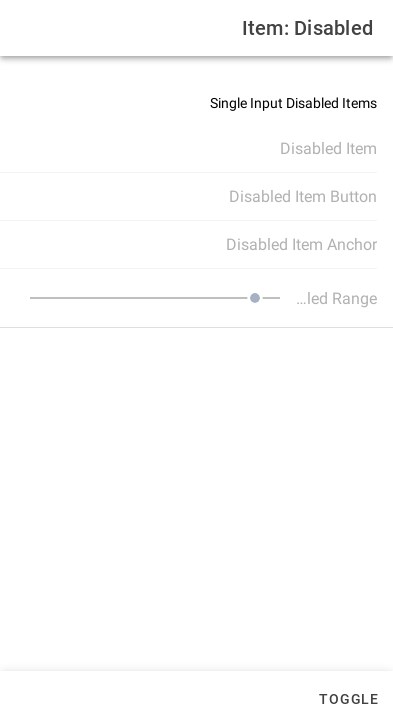 Item: Disabled
Single Input Disabled Items
Disabled Item
Disabled Item Button
Disabled Item Anchor
...led Range
TOGGLE